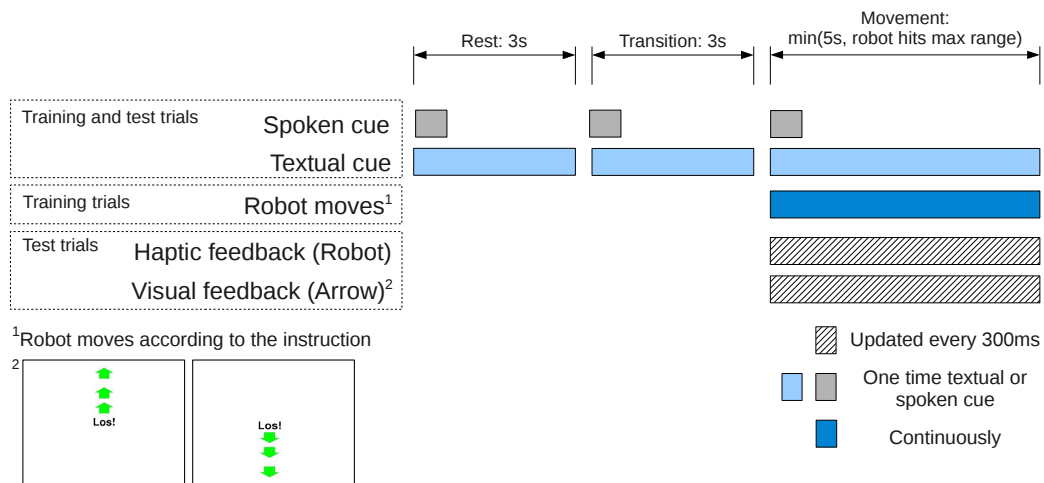 Rest: 3s
Transition: 3s
Movement:
min(5s, robot hits max range)
Training and test trials
Spoken cue
Textual cue
Training trials
Robot moves¹
Test trials
Haptic feedback (Robot)
Visual feedback (Arrow)²
¹Robot moves according to the instruction
2
Los!
Los!
Updated every 300ms
One time textual or
spoken cue
Continuously